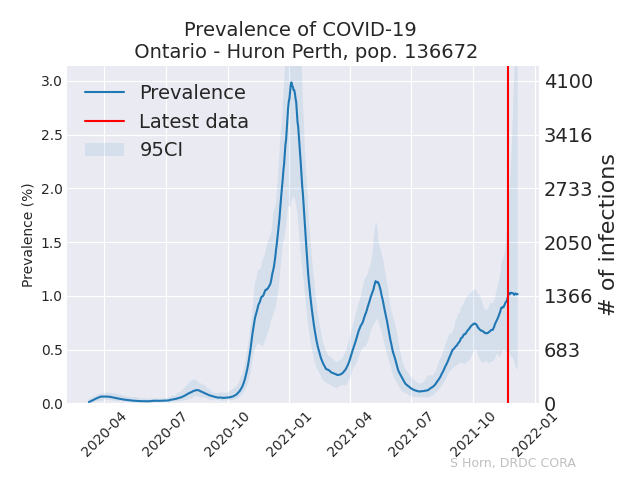 Prevalence of COVID-19
Ontario - Huron Perth, pop. 136672
Prevalence
Latest data
95CI
Prevalence (%)
3.0
2.5
2.0
1.5
1.0
0.5
0.0
4100
3416
2733
2050
1366
683
0
# of infections
2020-04
2020-07
2020-10
2021-01
2021-04
2021-07
2021-10
2022-01
S Horn, DRDC CORA